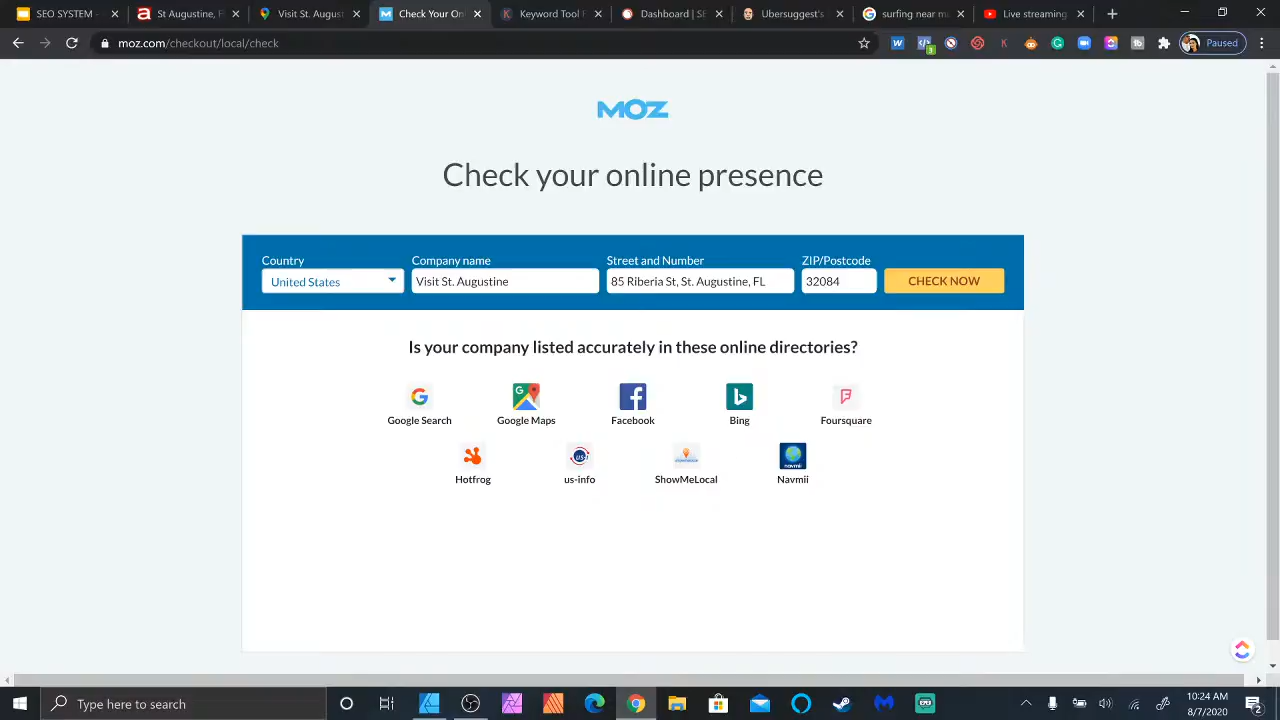 SEO SYSTEM -
St Augustine, F
Visit St. August
Check Your On
Keyword Tool F
Dashboard | SE
Ubersuggest's
surfing near m
Live streaming
moz.com/checkout/local/check
Paused
3
MOZ
Check your online presence
Country
Company name
Street and Number
ZIP/Postcode
United States
Visit St. Augustine
85 Riberia St, St. Augustine, FL
32084
CHECK NOW
Is your company listed accurately in these online directories?
Google Search
Google Maps
Facebook
Bing
Foursquare
Hotfrog
us-info
ShowMeLocal
Navmii
Type here to search
10:24 AM
8/7/2020
2